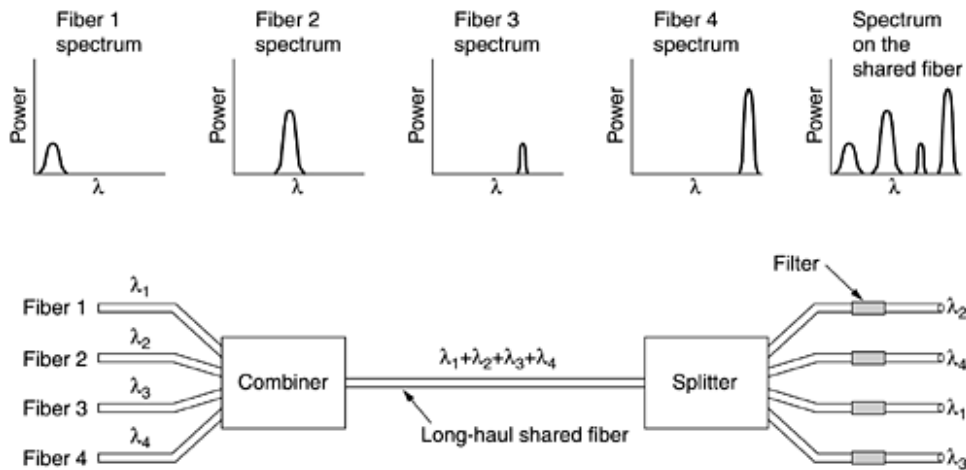 Fiber 1
spectrum
Fiber 2
spectrum
Fiber 3
spectrum
Fiber 4
spectrum
Spectrum
on the
shared fiber
Power
λ
Power
λ
Power
λ
Power
λ
Power
λ
Filter
Fiber 1
λ1
Fiber 2
λ2
Fiber 3
λ3
Fiber 4
λ4
Combiner
λ1+λ2+λ3+λ4
Long-haul shared fiber
Splitter
λ2
λ4
λ1
λ3